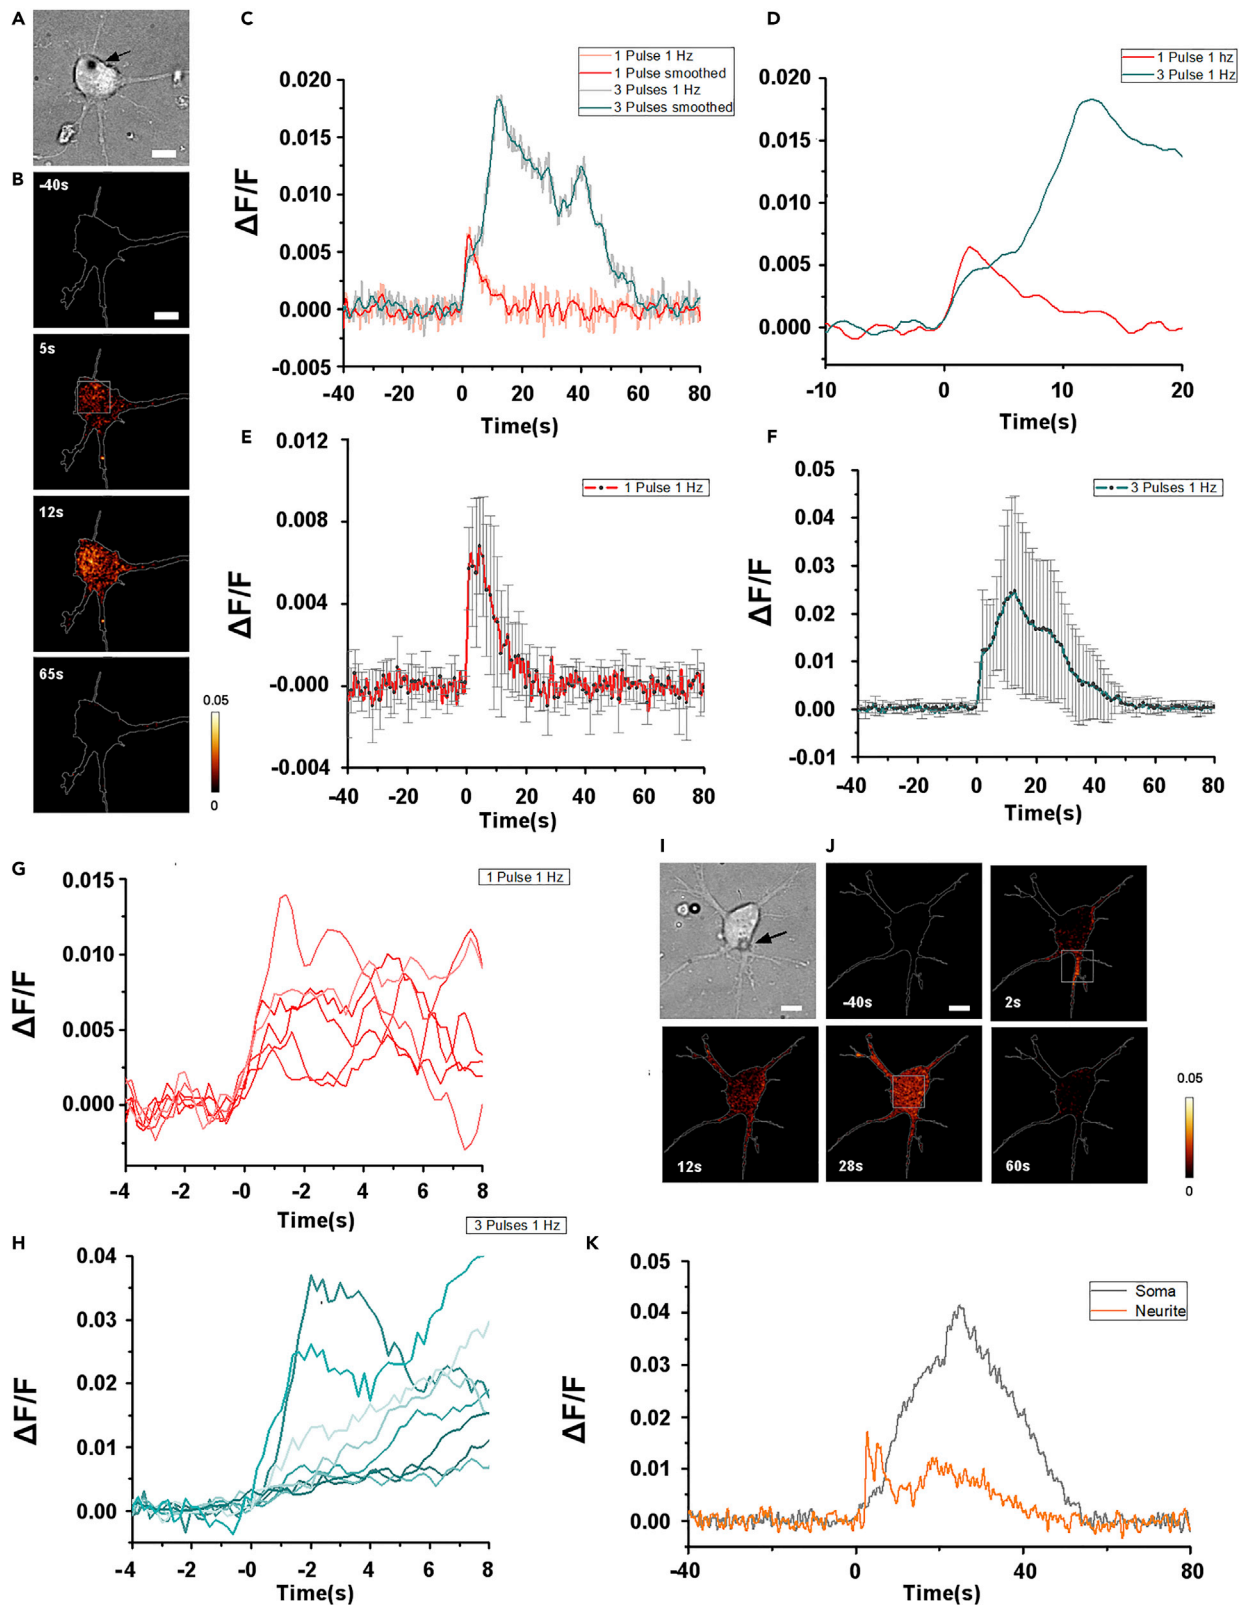 A
B
-40s
5s
12s
65s
0.05
0
C
1 Pulse 1 Hz
1 Pulse smoothed
3 Pulses 1 Hz
3 Pulses smoothed
0.020
0.015
0.010
0.005
0.000
-0.005
ΔF/F
-40 -20 0 20 40 60 80
Time(s)
D
1 Pulse 1 hz
3 Pulse 1 Hz
0.020
0.015
0.010
0.005
0.000
-10 0 10 20
Time(s)
E
1 Pulse 1 Hz
0.012
0.008
0.004
-0.000
-0.004
ΔF/F
-40 -20 0 20 40 60 80
Time(s)
F
3 Pulses 1 Hz
0.05
0.04
0.03
0.02
0.01
0.00
-0.01
ΔF/F
-40 -20 0 20 40 60 80
Time(s)
G
1 Pulse 1 Hz
0.015
0.010
0.005
0.000
ΔF/F
-4 -2 -0 -2 4 6 8
Time(s)
H
3 Pulses 1 Hz
0.04
0.03
0.02
0.01
0.00
ΔF/F
-4 -2 0 -2 4 6 8
Time(s)
I
J
-40s
2s
12s
28s
60s
0.05
0
K
Soma
Neurite
0.05
0.04
0.03
0.02
0.01
0.00
ΔF/F
-40 0 40 80
Time(s)